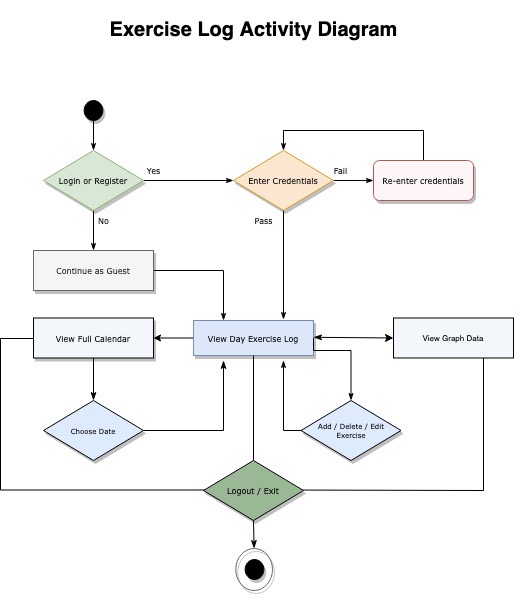 Exercise Log Activity Diagram
Login or Register
Yes
Enter Credentials
Fail
Re-enter credentials
No
Pass
Continue as Guest
View Full Calendar
View Day Exercise Log
View Graph Data
Choose Date
Add / Delete / Edit
Exercise
Logout / Exit